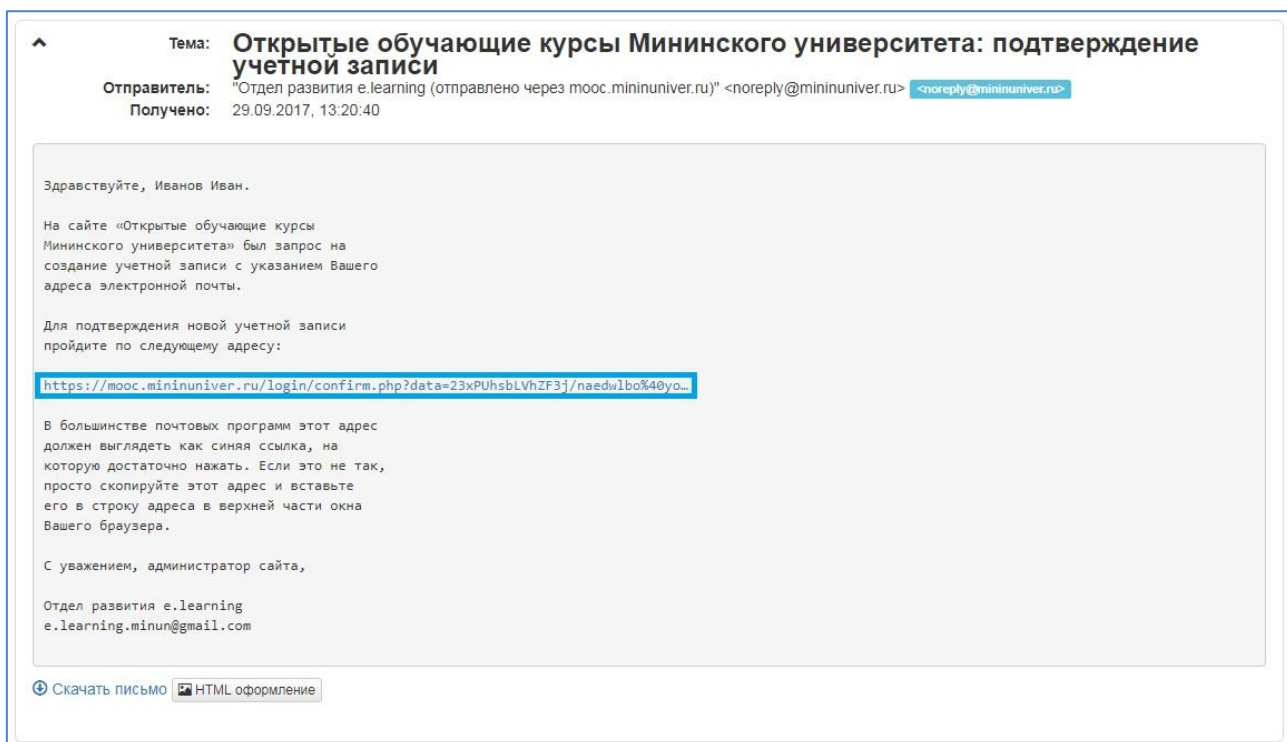 Тема: Открытые обучающие курсы Мининского университета: подтверждение
учетной записи
Отправитель: "Отдел развития e.learning (отправлено через mooc.mininuniver.ru)" <noreply@mininuniver.ru> <noreply@mininuniver.ru>
Получено: 29.09.2017, 13:20:40
Здравствуйте, Иванов Иван.
На сайте «Открытые обучающие курсы
Мининского университета» был запрос на
создание учетной записи с указанием Вашего
адреса электронной почты.
Для подтверждения новой учетной записи
пройдите по следующему адресу:
https://mooc.mininuniver.ru/login/confirm.php?data=23xPUhsbLVhZF3j/naedwlbo%40yo…
В большинстве почтовых программ этот адрес
должен выглядеть как синяя ссылка, на
которую достаточно нажать. Если это не так,
просто скопируйте этот адрес и вставьте
его в строку адреса в верхней части окна
Вашего браузера.
С уважением, администратор сайта,
Отдел развития e.learning
e.learning.minun@gmail.com
Скачать письмо HTML оформление